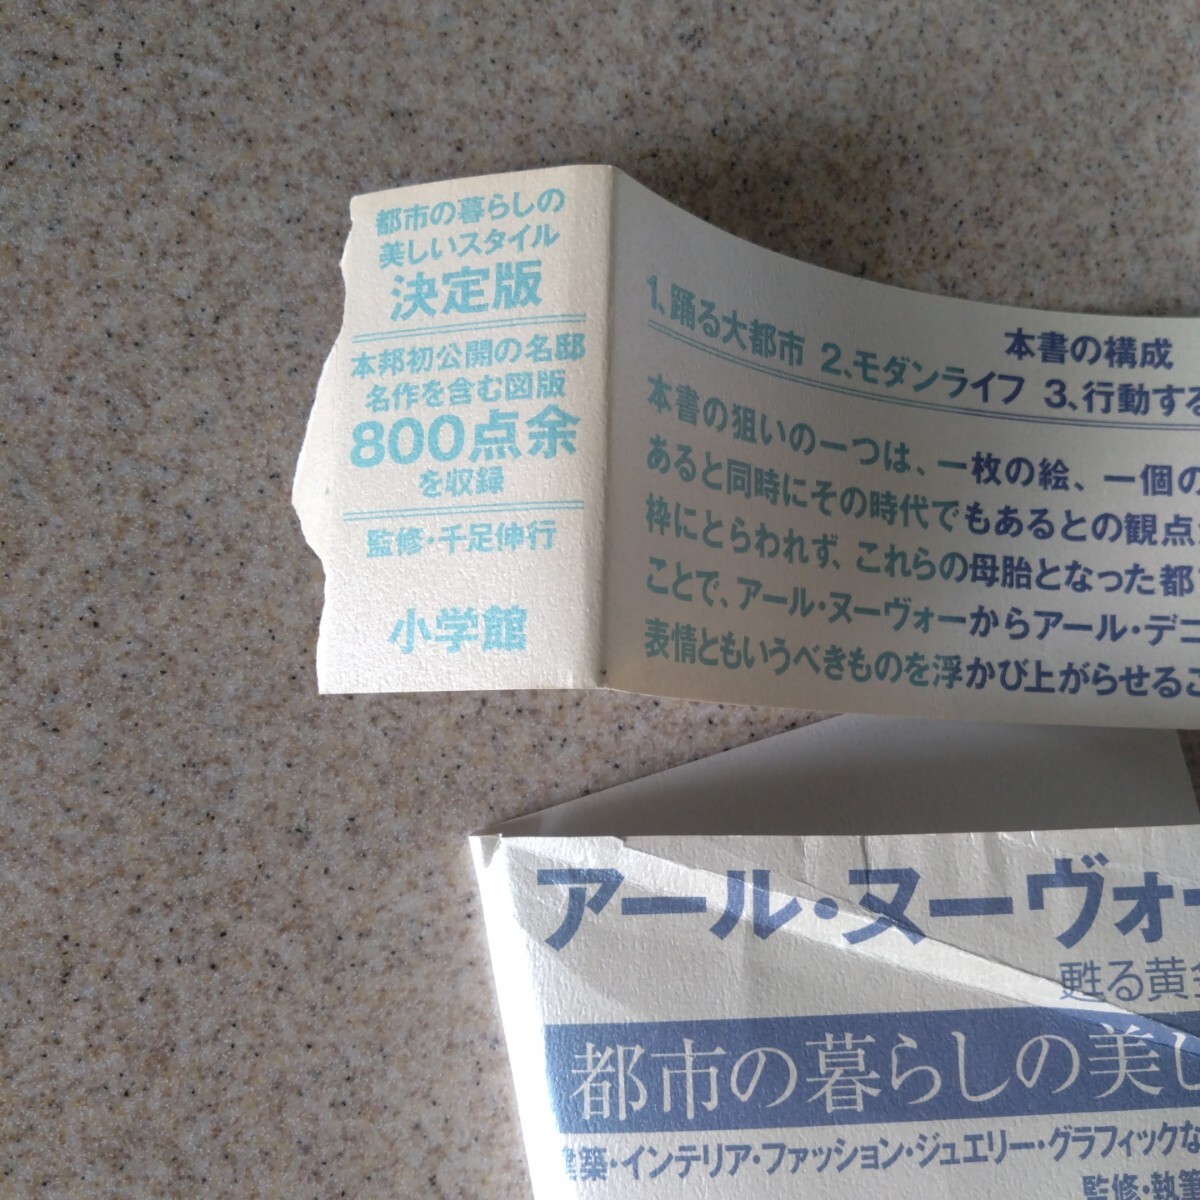 都市の暮らしの
美しいスタイル
決定版
本邦初公開の名邸
名作を含む図版
800点余
を収録
監修・千足伸行
小学館
本書の構成
1、踊る大都市 2、モダンライフ 3、行動する
本書の狙いの一つは、一枚の絵、一個の
あると同時にその時代でもあるとの観点
枠にとらわれず、これらの母胎となった都
ことで、アール・ヌーヴォーからアール・デコ
表情ともいうべきものを浮かび上がらせるこ
アール・ヌーヴォー
甦る黄金
都市の暮らしの美し
建築・インテリア・ファッション・ジュエリー・グラフィックな
監修・執筆